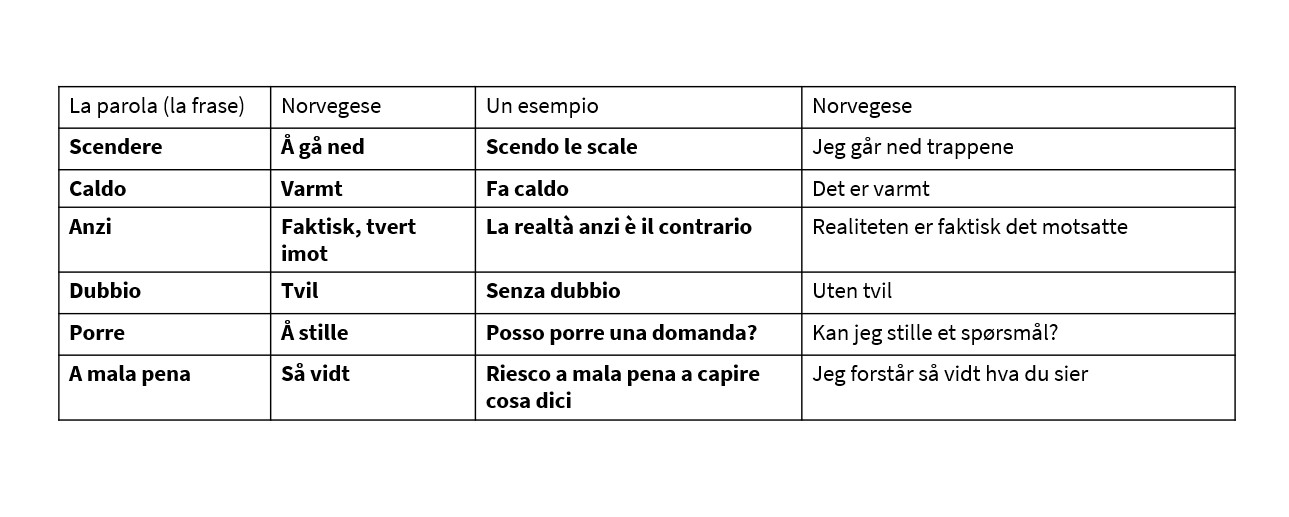 La parola (la frase) Norvegese Un esempio Norvegese
Scendere Å gå ned Scendo le scale Jeg går ned trappene
Caldo Varmt Fa caldo Det er varmt
Anzi Faktisk, tvert La realtà anzi è il contrario Realiteten er faktisk det motsatte
imot
Dubbio Tvil Senza dubbio Uten tvil
Porre Å stille Posso porre una domanda? Kan jeg stille et spørsmål?
A mala pena Så vidt Riesco a mala pena a capire Jeg forstår så vidt hva du sier
cosa dici